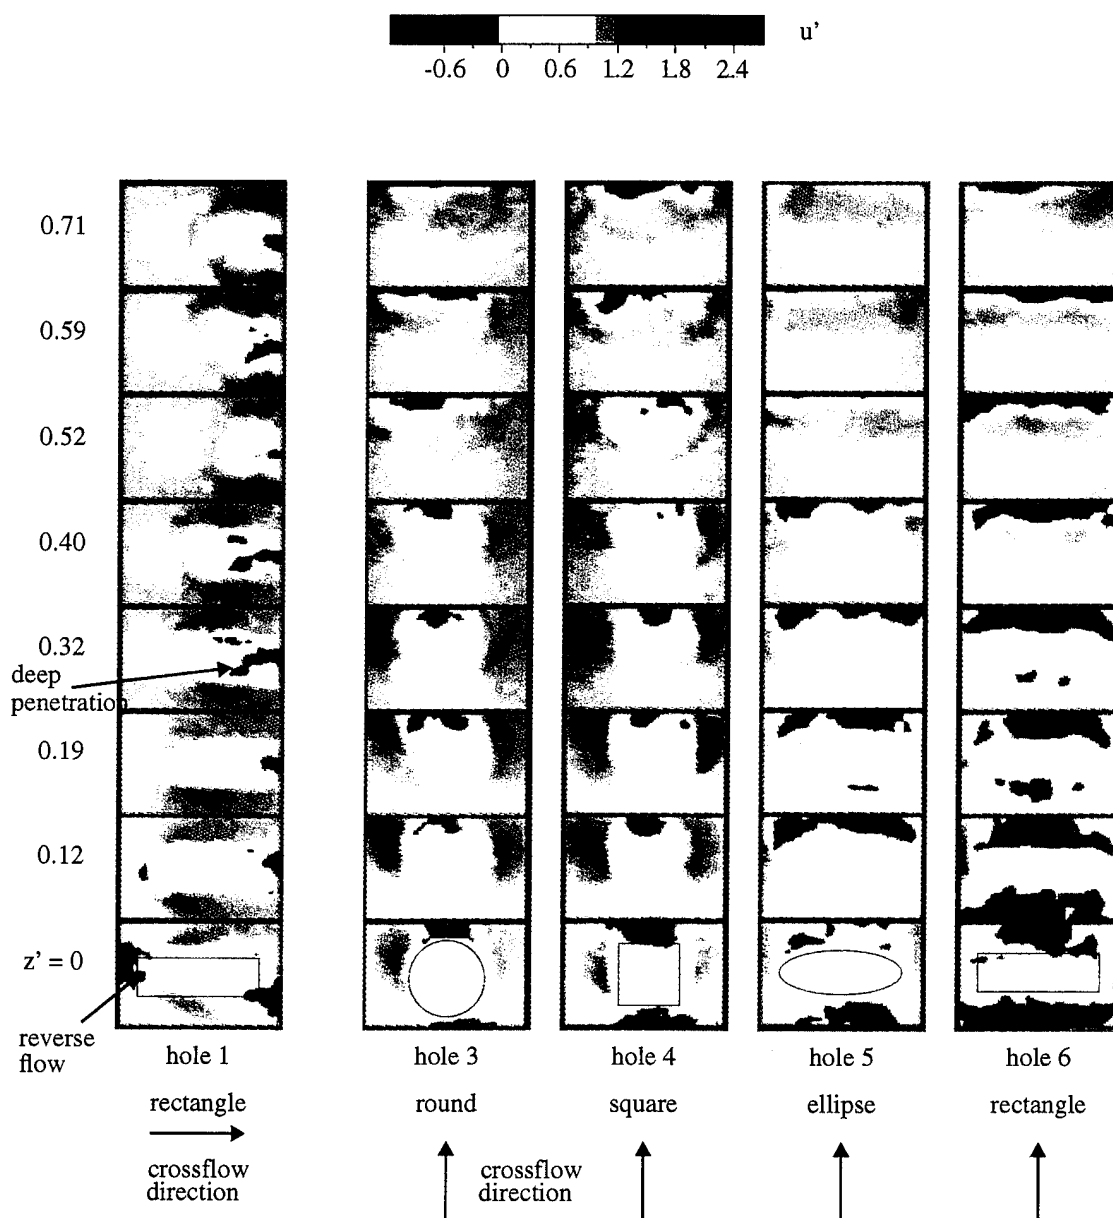 u'
-0.6 0 0.6 1.2 1.8 2.4
0.71
0.59
0.52
0.40
0.32
deep
penetration
0.19
0.12
z' = 0
reverse
flow
hole 1 hole 3 hole 4 hole 5 hole 6
rectangle round square ellipse rectangle
crossflow
direction
crossflow
direction